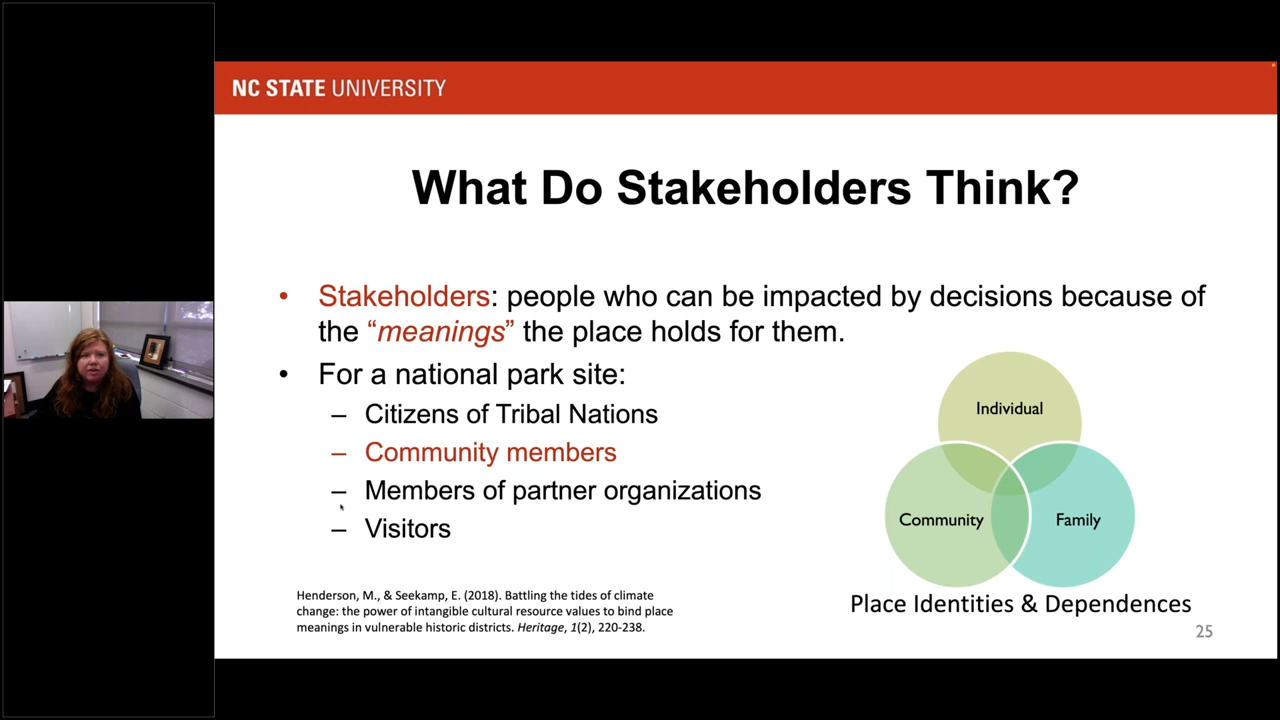 NC STATE UNIVERSITY
What Do Stakeholders Think?
• Stakeholders: people who can be impacted by decisions because of
the “meanings” the place holds for them.
• For a national park site:
– Citizens of Tribal Nations
– Community members
– Members of partner organizations
– Visitors
Individual
Community
Family
Place Identities & Dependences
Henderson, M., & Seekamp, E. (2018). Battling the tides of climate
change: the power of intangible cultural resource values to bind place
meanings in vulnerable historic districts. Heritage, 1(2), 220-238.
25